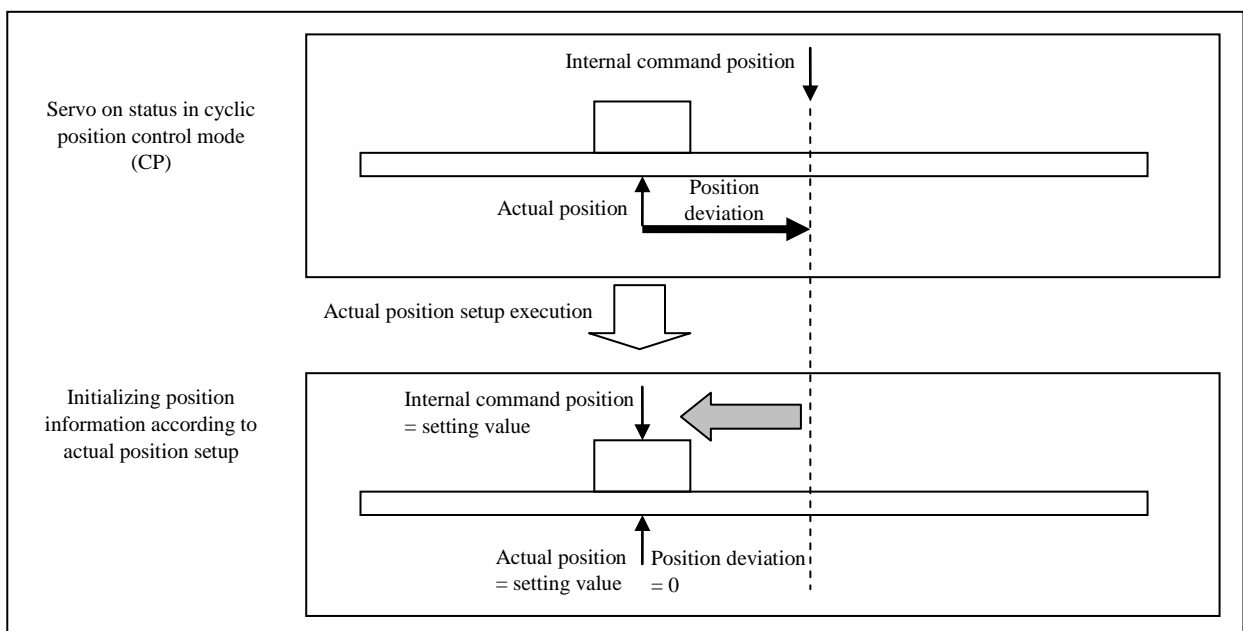 Internal command position
Servo on status in cyclic
position control mode
(CP)
Actual position
Position
deviation
Actual position setup execution
Initializing position
information according to
actual position setup
Internal command position
= setting value
Actual position
= setting value
Position deviation
= 0